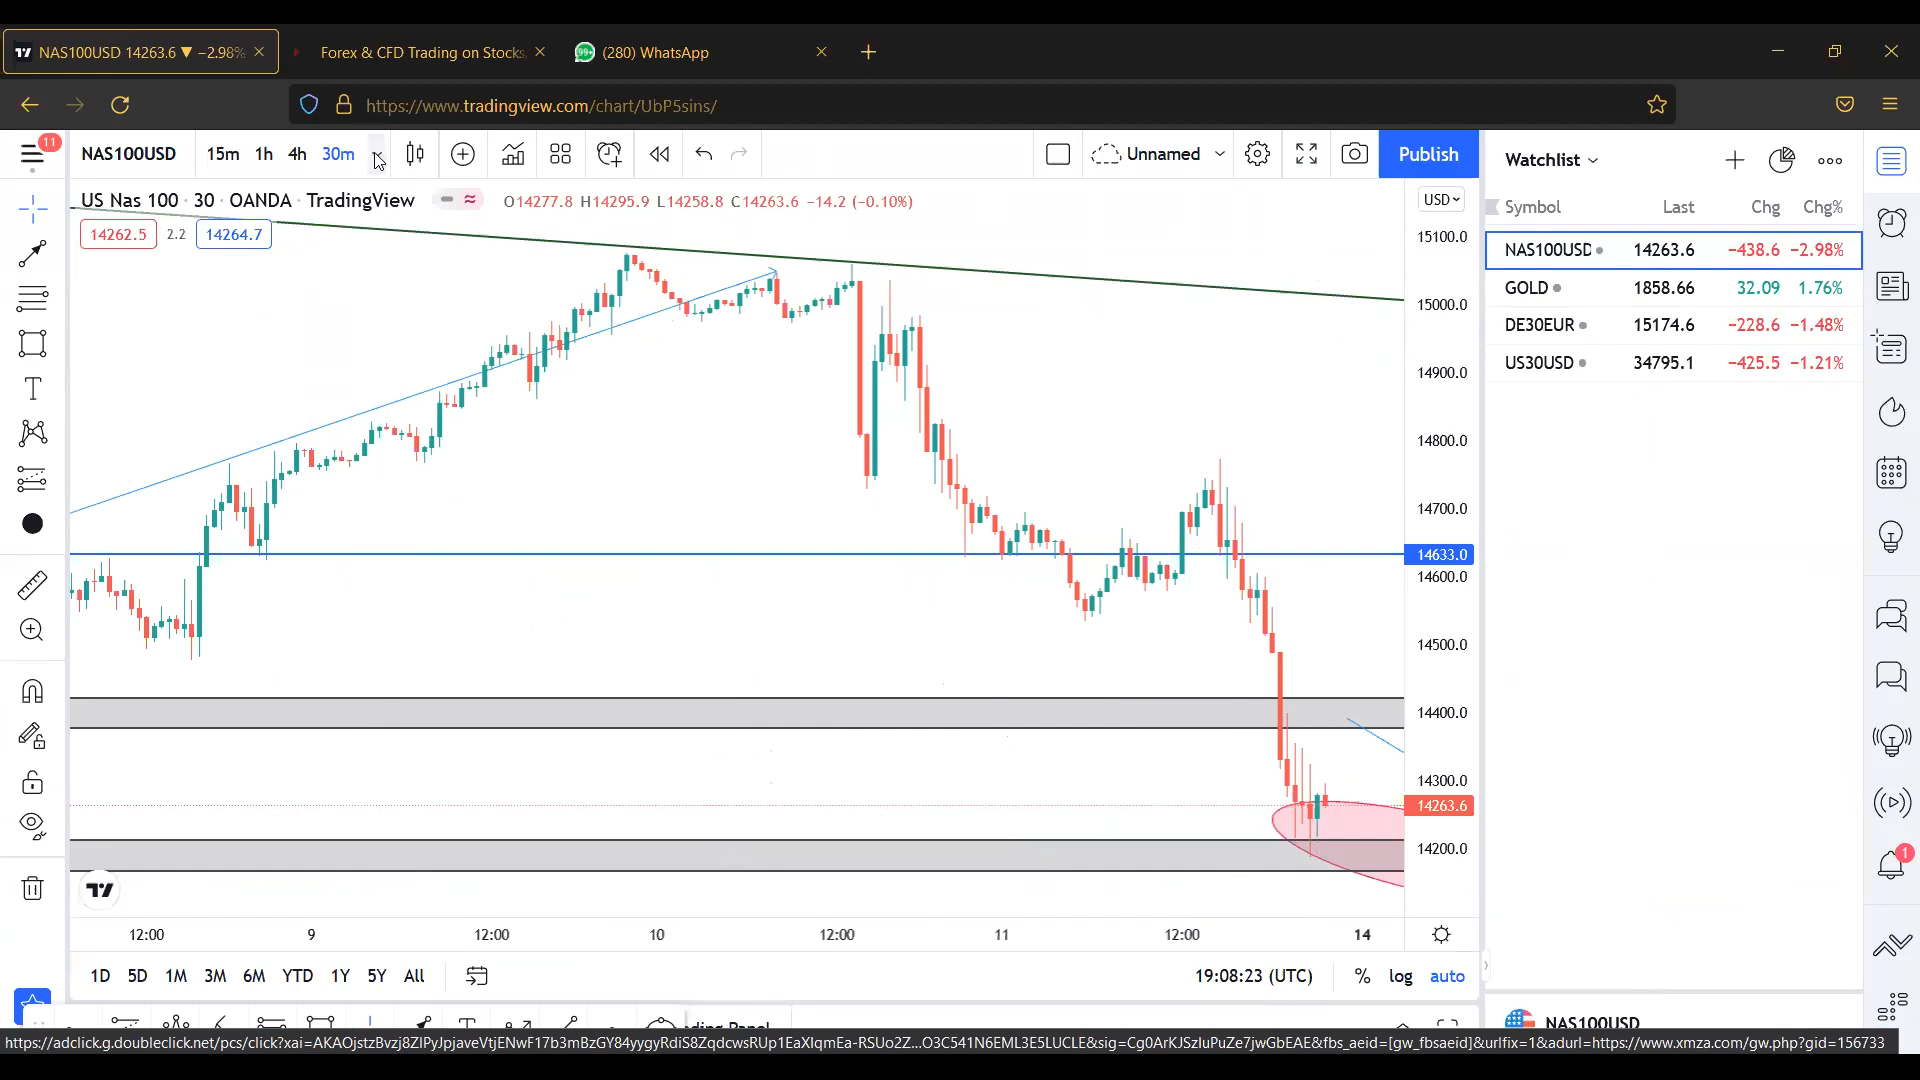 NAS100USD 14263.6 ▼ −2.98%
Forex & CFD Trading on Stocks,
99+ (280) WhatsApp
https://www.tradingview.com/chart/UbP5sins/
11
NAS100USD 15m 1h 4h 30m
Unnamed
Publish
Watchlist
US Nas 100 · 30 · OANDA · TradingView
O14277.8 H14295.9 L14258.8 C14263.6 −14.2 (−0.10%)
USD
14262.5 2.2 14264.7
Symbol Last Chg Chg%
NAS100USD 14263.6 −438.6 −2.98%
GOLD 1858.66 32.09 1.76%
DE30EUR 15174.6 −228.6 −1.48%
US30USD 34795.1 −425.5 −1.21%
15100.0
15000.0
14900.0
14800.0
14700.0
14633.0
14600.0
14500.0
14400.0
14300.0
14263.6
14200.0
1
12:00 9 12:00 10 12:00 11 12:00 14
1D 5D 1M 3M 6M YTD 1Y 5Y All
19:08:23 (UTC) % log auto
Panel
NAS100USD